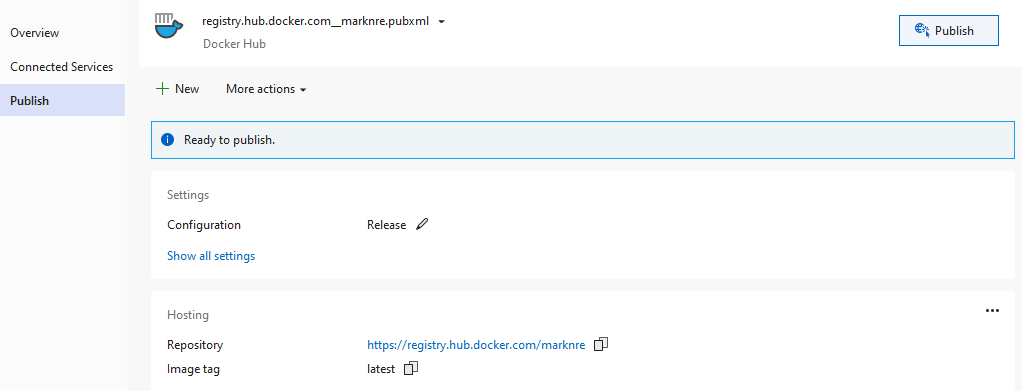 Overview
Connected Services
Publish
registry.hub.docker.com__marknre.pubxml
Docker Hub
Publish
New
More actions
Ready to publish.
Settings
Configuration Release
Show all settings
Hosting
Repository https://registry.hub.docker.com/marknre
Image tag latest